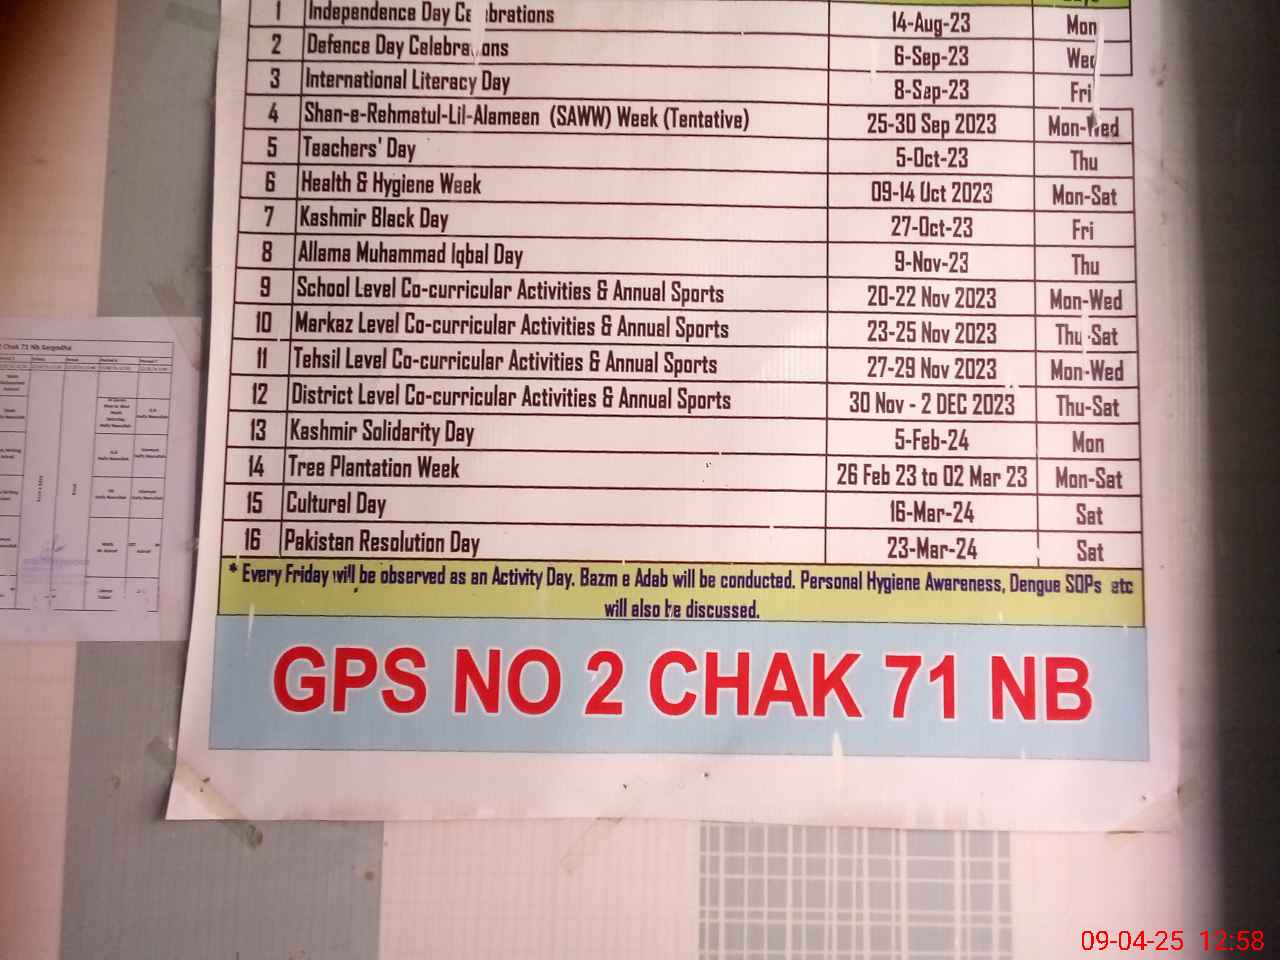 1 Independence Day Ce brations 14-Aug-23 Mon
2 Defence Day Celebra ons 6-Sep-23 Wed
3 International Literacy Day 8-Sep-23 Fri
4 Shan-e-Rehmatul-Lil-Alameen (SAWW) Week (Tentative) 25-30 Sep 2023 Mon-Wed
5 Teachers' Day 5-Oct-23 Thu
6 Health & Hygiene Week 09-14 Oct 2023 Mon-Sat
7 Kashmir Black Day 27-Oct-23 Fri
8 Allama Muhammad Iqbal Day 9-Nov-23 Thu
9 School Level Co-curricular Activities & Annual Sports 20-22 Nov 2023 Mon-Wed
10 Markaz Level Co-curricular Activities & Annual Sports 23-25 Nov 2023 Thu-Sat
11 Tehsil Level Co-curricular Activities & Annual Sports 27-29 Nov 2023 Mon-Wed
12 District Level Co-curricular Activities & Annual Sports 30 Nov - 2 DEC 2023 Thu-Sat
13 Kashmir Solidarity Day 5-Feb-24 Mon
14 Tree Plantation Week 26 Feb 23 to 02 Mar 23 Mon-Sat
15 Cultural Day 16-Mar-24 Sat
16 Pakistan Resolution Day 23-Mar-24 Sat
* Every Friday will be observed as an Activity Day. Bazm e Adab will be conducted. Personal Hygiene Awareness, Dengue SOPs etc
will also be discussed.
GPS NO 2 CHAK 71 NB
Chak 71 Nb Sargodha
09-04-25 12:58